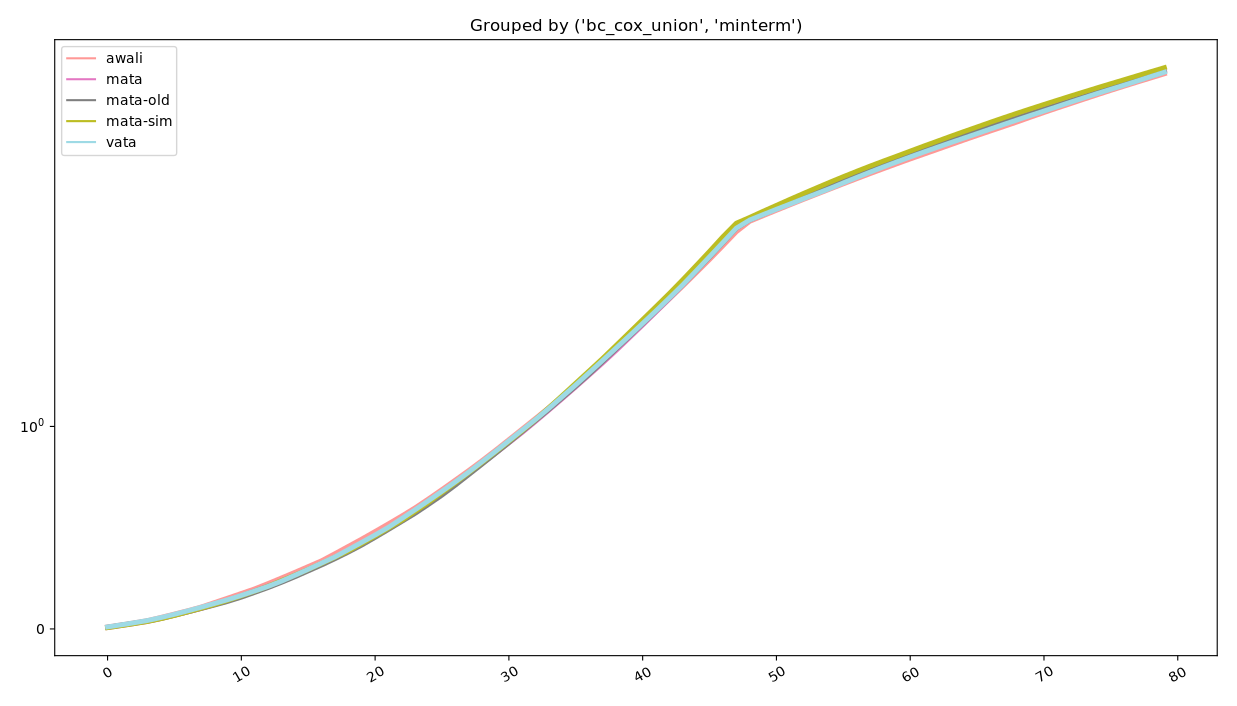 Grouped by ('bc_cox_union', 'minterm')
awali
mata
mata-old
mata-sim
vata
10⁰
0
0
10
20
30
40
50
60
70
80